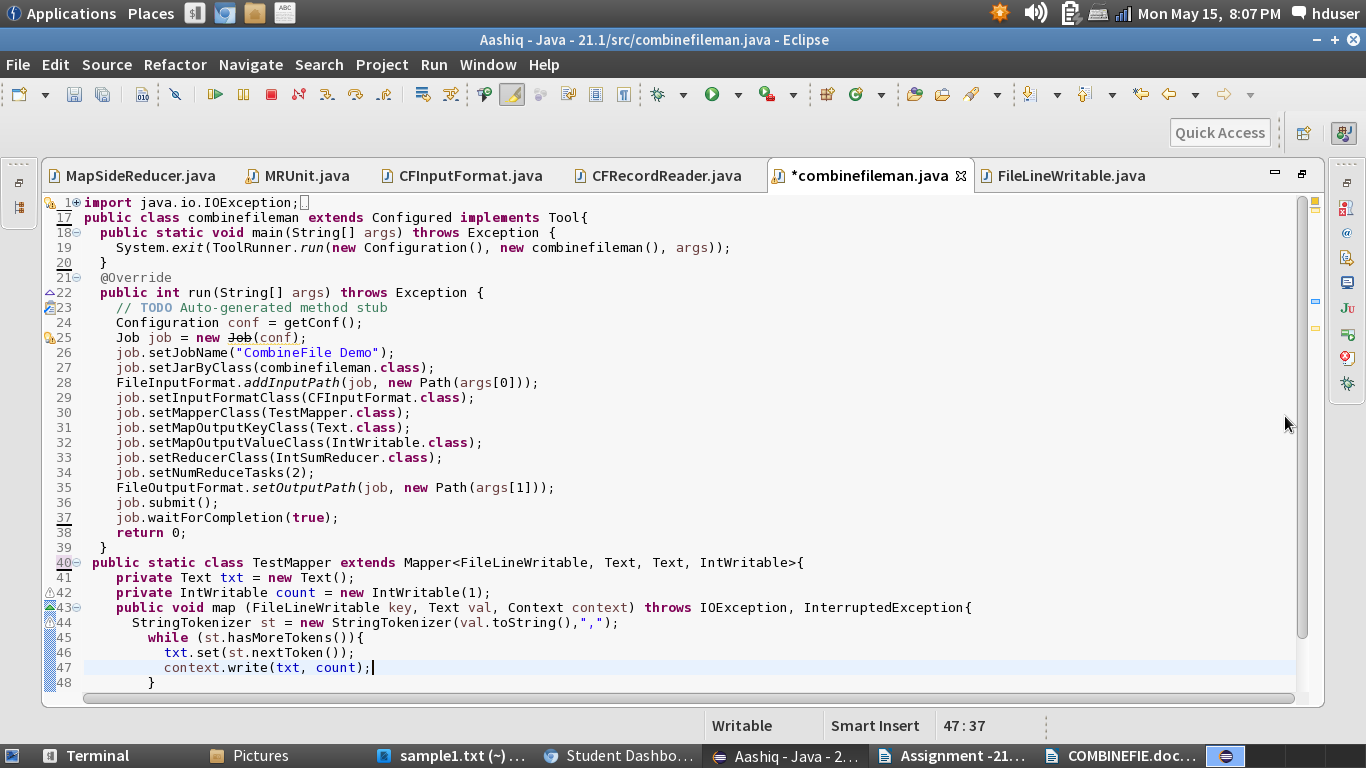 Applications Places Mon May 15, 8:07 PM hduser
Aashiq - Java - 21.1/src/combinefileman.java - Eclipse
File Edit Source Refactor Navigate Search Project Run Window Help
Quick Access
MapSideReducer.java MRUnit.java CFInputFormat.java CFRecordReader.java *combinefileman.java FileLineWritable.java
1 import java.io.IOException;
17 public class combinefileman extends Configured implements Tool{
18 public static void main(String[] args) throws Exception {
19 System.exit(ToolRunner.run(new Configuration(), new combinefileman(), args));
20 }
21 @Override
22 public int run(String[] args) throws Exception {
23 // TODO Auto-generated method stub
24 Configuration conf = getConf();
25 Job job = new Job(conf);
26 job.setJobName("CombineFile Demo");
27 job.setJarByClass(combinefileman.class);
28 FileInputFormat.addInputPath(job, new Path(args[0]));
29 job.setInputFormatClass(CFInputFormat.class);
30 job.setMapperClass(TestMapper.class);
31 job.setMapOutputKeyClass(Text.class);
32 job.setMapOutputValueClass(IntWritable.class);
33 job.setReducerClass(IntSumReducer.class);
34 job.setNumReduceTasks(2);
35 FileOutputFormat.setOutputPath(job, new Path(args[1]));
36 job.submit();
37 job.waitForCompletion(true);
38 return 0;
39 }
40 public static class TestMapper extends Mapper<FileLineWritable, Text, Text, IntWritable>{
41 private Text txt = new Text();
42 private IntWritable count = new IntWritable(1);
43 public void map (FileLineWritable key, Text val, Context context) throws IOException, InterruptedException{
44 StringTokenizer st = new StringTokenizer(val.toString(),",");
45 while (st.hasMoreTokens()){
46 txt.set(st.nextToken());
47 context.write(txt, count);
48 }
Writable Smart Insert 47 : 37
Terminal Pictures sample1.txt (~) ... Student Dashbo... Aashiq - Java - 2... Assignment -21... COMBINEFIE.doc...